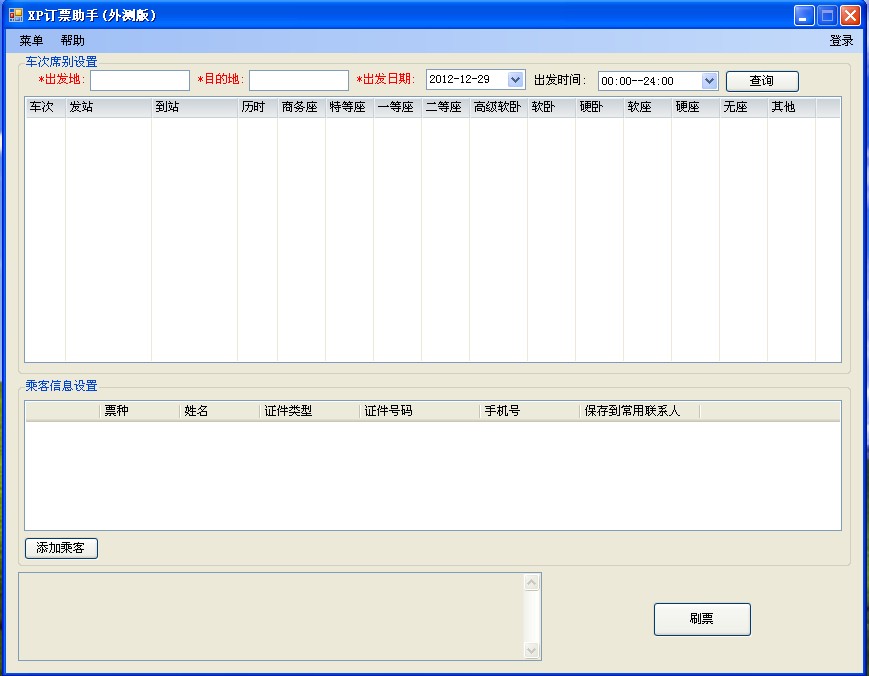 XP订票助手(外测版)
菜单 帮助 登录
车次席别设置
*出发地: *目的地: *出发日期: 2012-12-29 出发时间: 00:00--24:00 查询
车次 发站 到站 历时 商务座 特等座 一等座 二等座 高级软卧 软卧 硬卧 软座 硬座 无座 其他
乘客信息设置
票种 姓名 证件类型 证件号码 手机号 保存到常用联系人
添加乘客
刷票